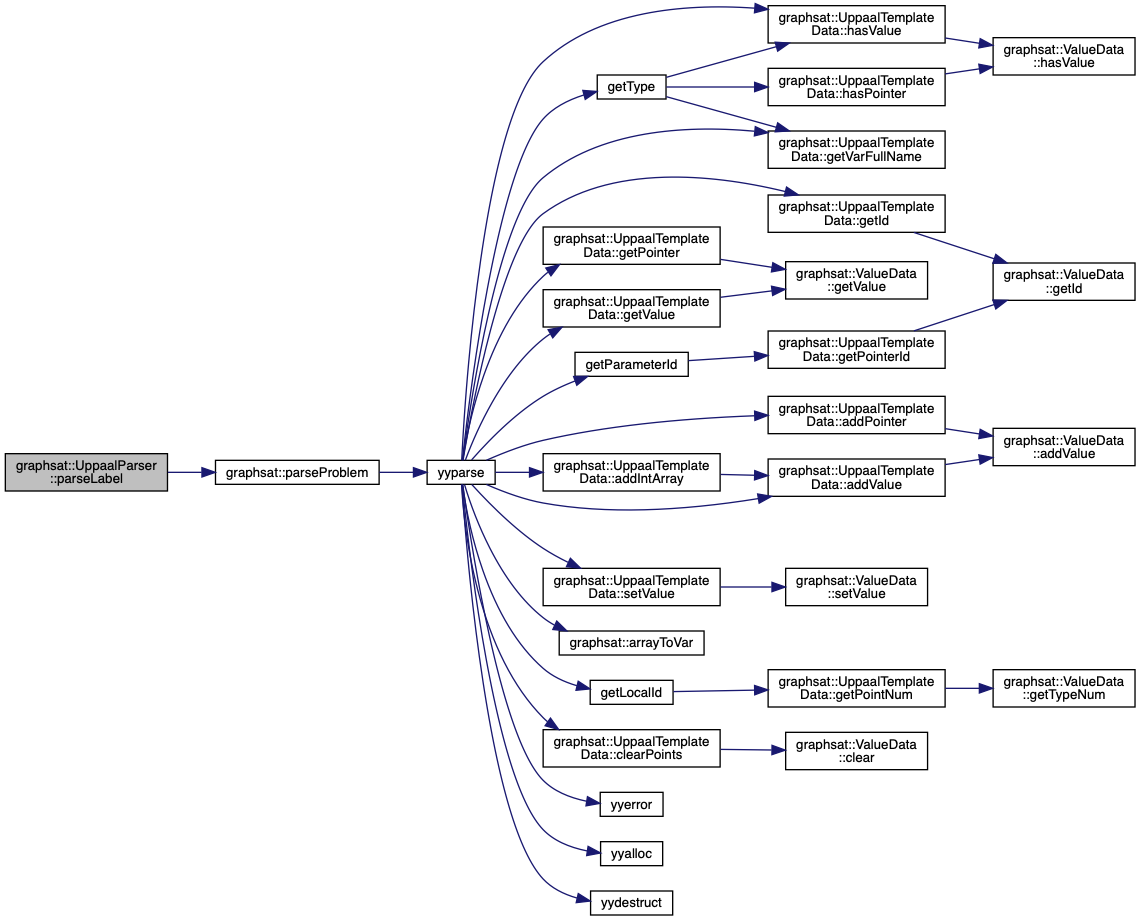 graphsat::UppaalParser
::parseLabel
graphsat::parseProblem
yyparse
graphsat::UppaalTemplate
Data::hasValue
graphsat::ValueData
::hasValue
getType
graphsat::UppaalTemplate
Data::hasPointer
graphsat::UppaalTemplate
Data::getVarFullName
graphsat::UppaalTemplate
Data::getId
graphsat::UppaalTemplate
Data::getPointer
graphsat::ValueData
::getValue
graphsat::ValueData
::getId
graphsat::UppaalTemplate
Data::getValue
getParameterId
graphsat::UppaalTemplate
Data::getPointerId
graphsat::UppaalTemplate
Data::addPointer
graphsat::ValueData
::addValue
graphsat::UppaalTemplate
Data::addIntArray
graphsat::UppaalTemplate
Data::addValue
graphsat::UppaalTemplate
Data::setValue
graphsat::ValueData
::setValue
graphsat::arrayToVar
getLocalId
graphsat::UppaalTemplate
Data::getPointNum
graphsat::ValueData
::getTypeNum
graphsat::UppaalTemplate
Data::clearPoints
graphsat::ValueData
::clear
yyerror
yyalloc
yydestruct